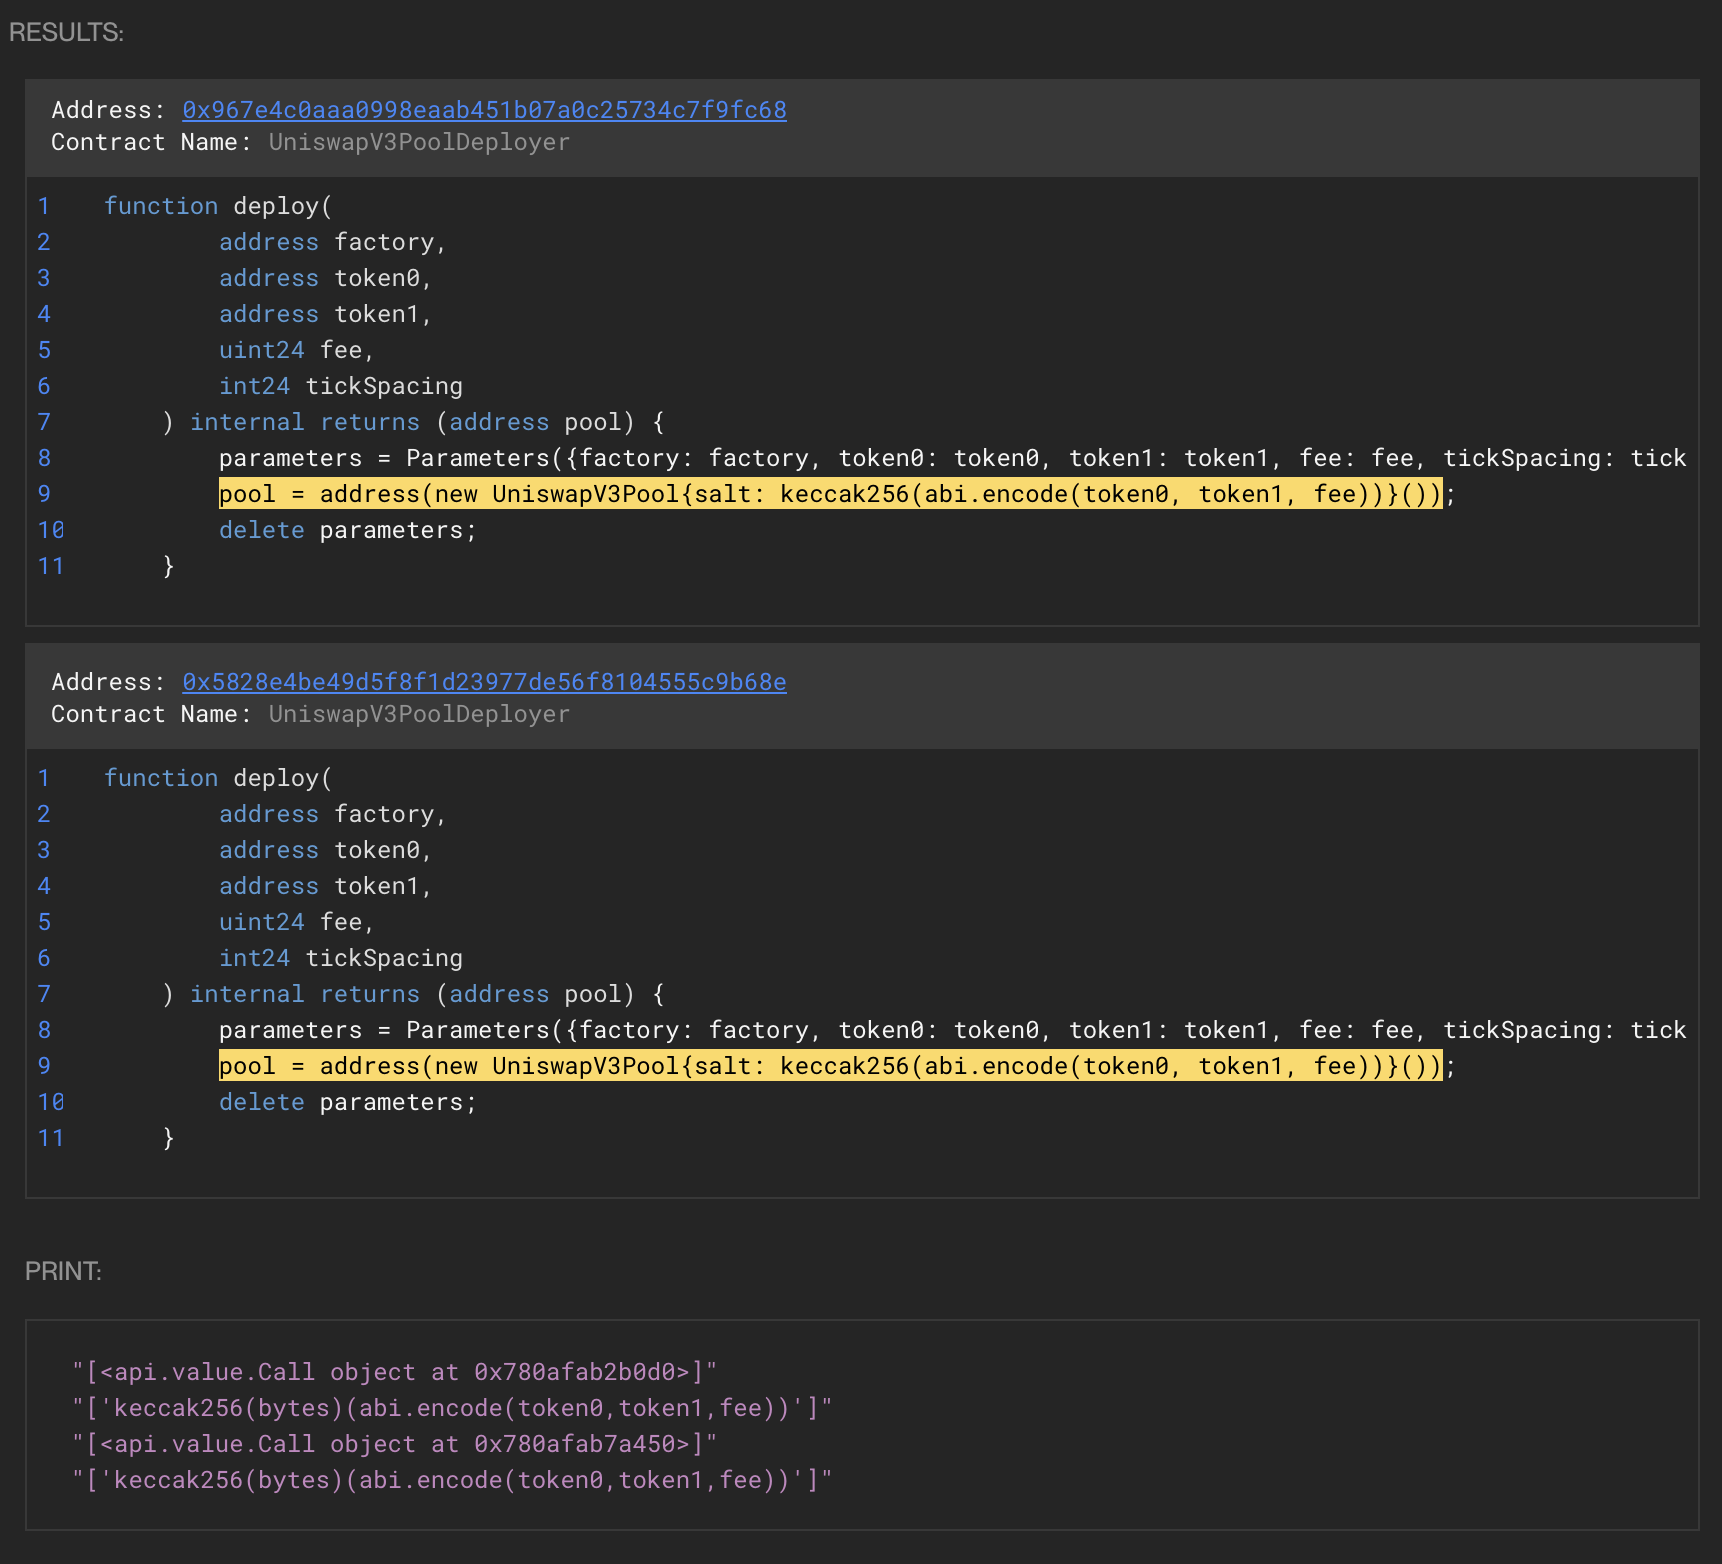 RESULTS:
Address: 0x967e4c0aaa0998eaab451b07a0c25734c7f9fc68
Contract Name: UniswapV3PoolDeployer
1 function deploy(
2 address factory,
3 address token0,
4 address token1,
5 uint24 fee,
6 int24 tickSpacing
7 ) internal returns (address pool) {
8 parameters = Parameters({factory: factory, token0: token0, token1: token1, fee: fee, tickSpacing: tick
9 pool = address(new UniswapV3Pool{salt: keccak256(abi.encode(token0, token1, fee))}());
10 delete parameters;
11 }
Address: 0x5828e4be49d5f8f1d23977de56f8104555c9b68e
Contract Name: UniswapV3PoolDeployer
1 function deploy(
2 address factory,
3 address token0,
4 address token1,
5 uint24 fee,
6 int24 tickSpacing
7 ) internal returns (address pool) {
8 parameters = Parameters({factory: factory, token0: token0, token1: token1, fee: fee, tickSpacing: tick
9 pool = address(new UniswapV3Pool{salt: keccak256(abi.encode(token0, token1, fee))}());
10 delete parameters;
11 }
PRINT:
"[<api.value.Call object at 0x780afab2b0d0>]"
"['keccak256(bytes)(abi.encode(token0,token1,fee))']"
"[<api.value.Call object at 0x780afab7a450>]"
"['keccak256(bytes)(abi.encode(token0,token1,fee))']"